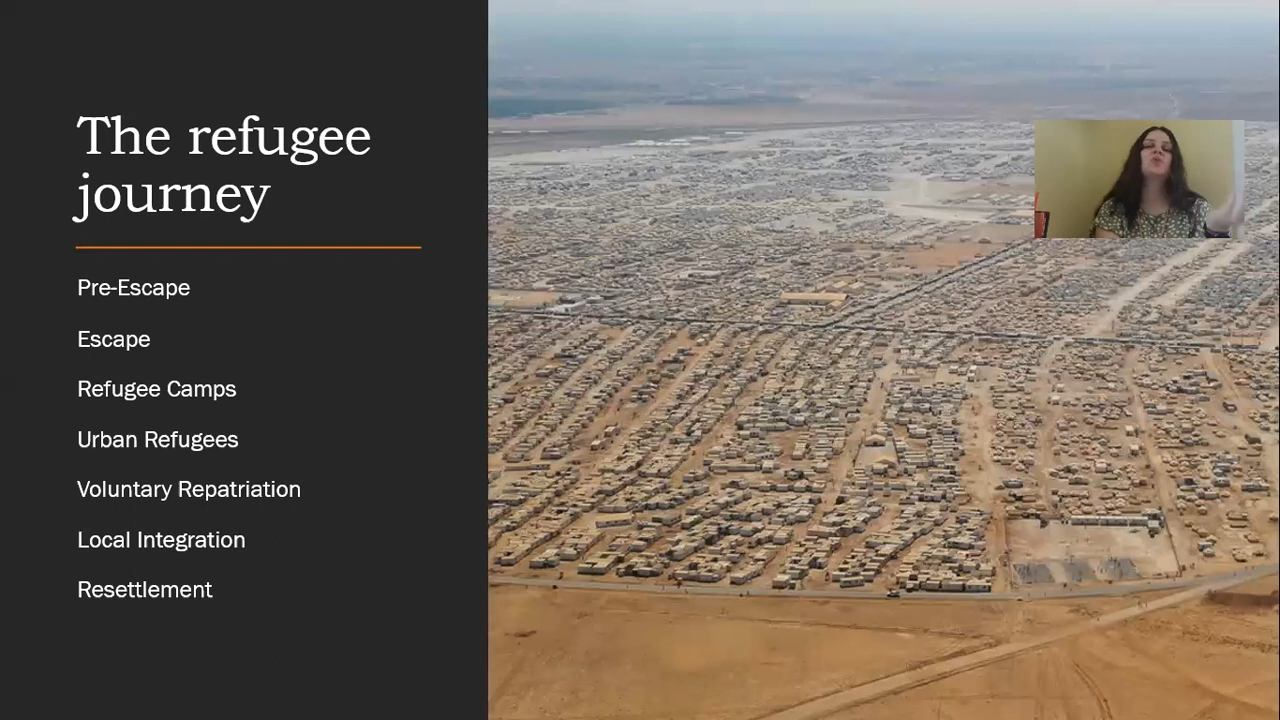 The refugee
journey
Pre-Escape
Escape
Refugee Camps
Urban Refugees
Voluntary Repatriation
Local Integration
Resettlement